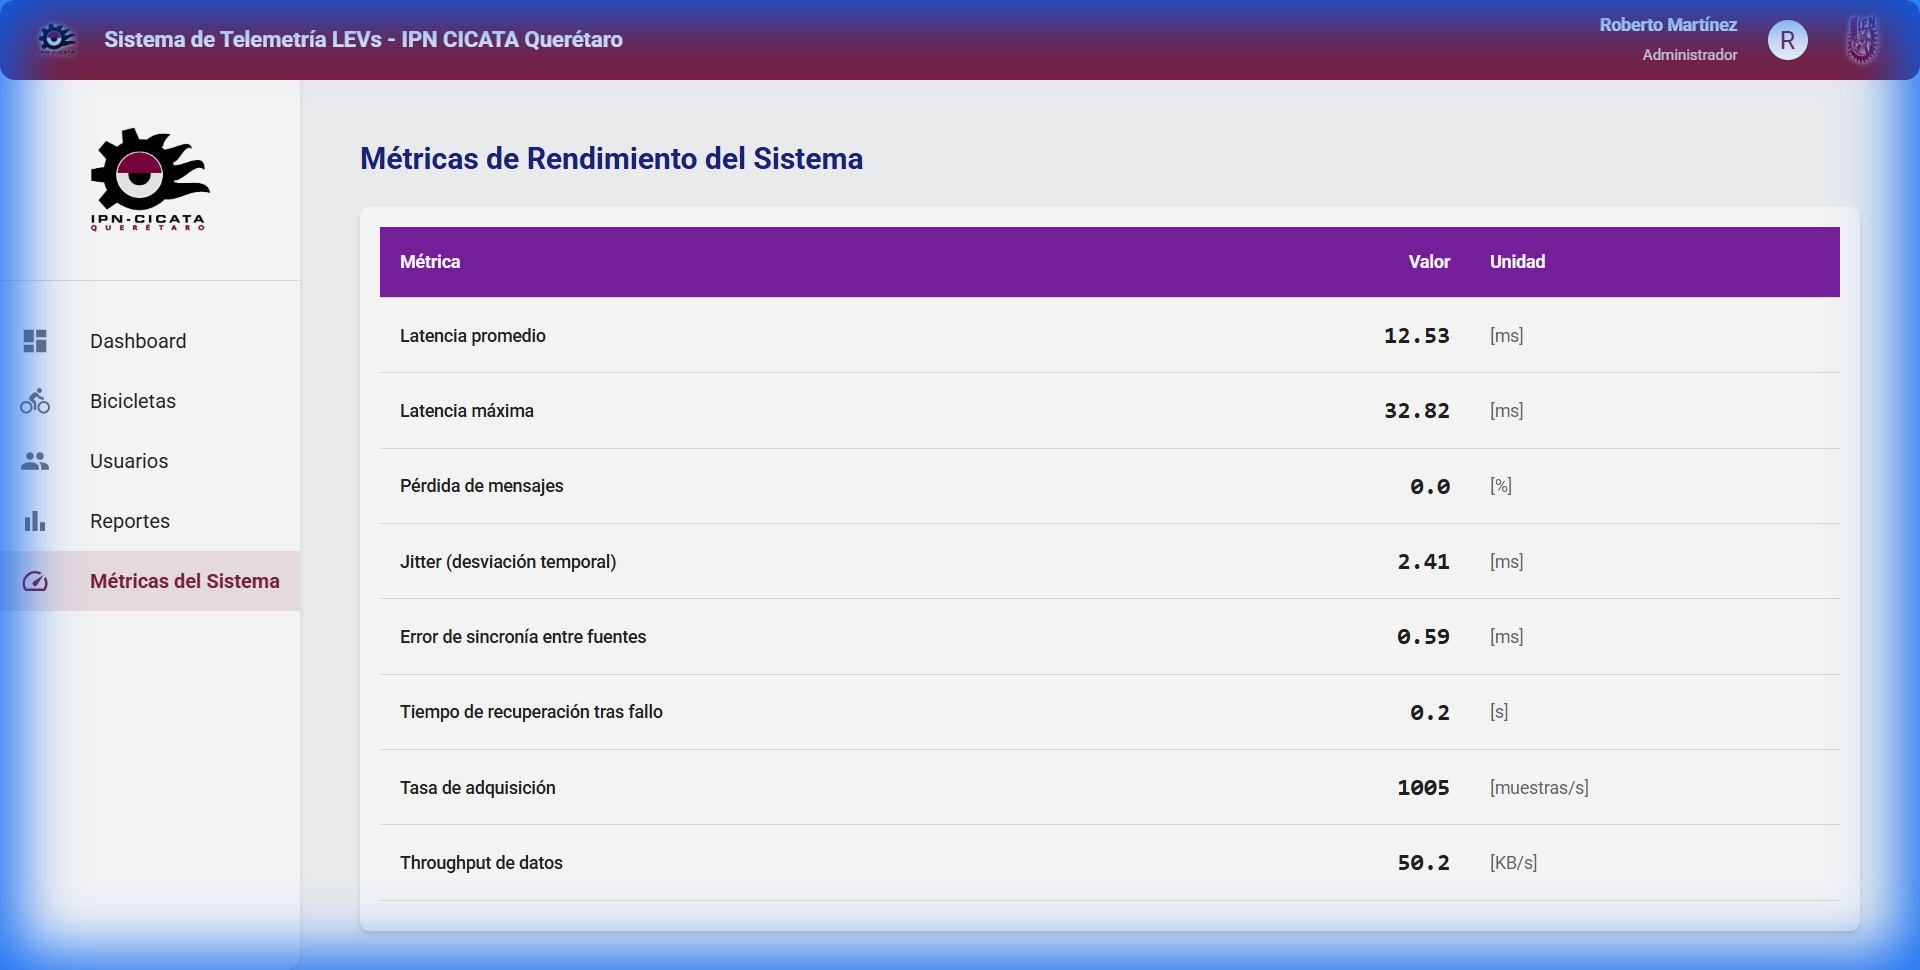 Sistema de Telemetría LEVs - IPN CICATA Querétaro
Roberto Martínez
Administrador
R
IPN-CICATA
QUERÉTARO
Dashboard
Bicicletas
Usuarios
Reportes
Métricas del Sistema
Métricas de Rendimiento del Sistema
Métrica Valor Unidad
Latencia promedio 12.53 [ms]
Latencia máxima 32.82 [ms]
Pérdida de mensajes 0.0 [%]
Jitter (desviación temporal) 2.41 [ms]
Error de sincronía entre fuentes 0.59 [ms]
Tiempo de recuperación tras fallo 0.2 [s]
Tasa de adquisición 1005 [muestras/s]
Throughput de datos 50.2 [KB/s]